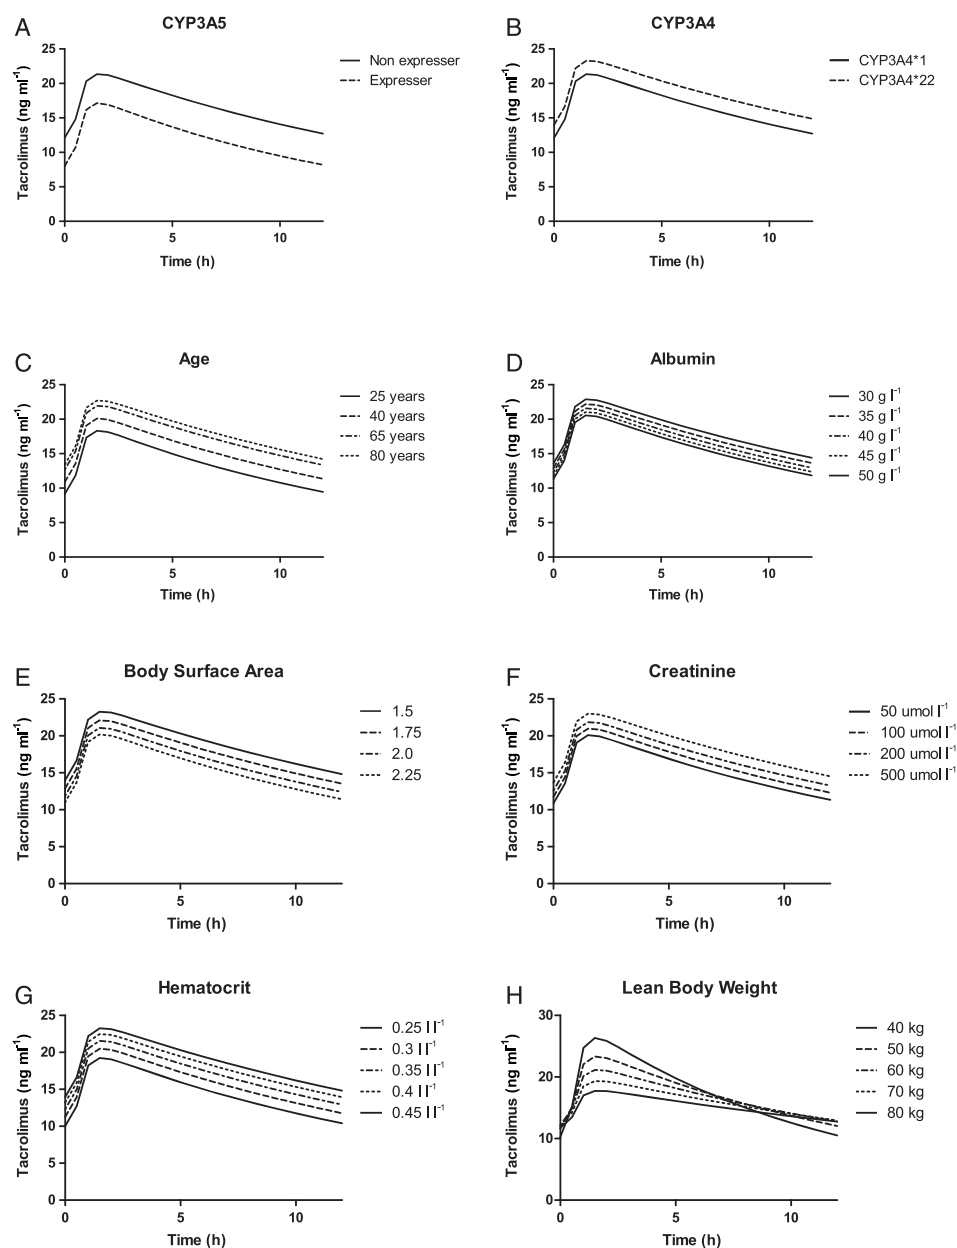 A
CYP3A5
Tacrolimus (ng ml⁻¹)
25
20
15
10
5
0
0
5
10
Time (h)
Non expresser
Expresser
B
CYP3A4
Tacrolimus (ng ml⁻¹)
25
20
15
10
5
0
0
5
10
Time (h)
CYP3A4*1
CYP3A4*22
C
Age
Tacrolimus (ng ml⁻¹)
25
20
15
10
5
0
0
5
10
Time (h)
25 years
40 years
65 years
80 years
D
Albumin
Tacrolimus (ng ml⁻¹)
25
20
15
10
5
0
0
5
10
Time (h)
30 g l⁻¹
35 g l⁻¹
40 g l⁻¹
45 g l⁻¹
50 g l⁻¹
E
Body Surface Area
Tacrolimus (ng ml⁻¹)
25
20
15
10
5
0
0
5
10
Time (h)
1.5
1.75
2.0
2.25
F
Creatinine
Tacrolimus (ng ml⁻¹)
25
20
15
10
5
0
0
5
10
Time (h)
50 umol l⁻¹
100 umol l⁻¹
200 umol l⁻¹
500 umol l⁻¹
G
Hematocrit
Tacrolimus (ng ml⁻¹)
25
20
15
10
5
0
0
5
10
Time (h)
0.25 l l⁻¹
0.3 l l⁻¹
0.35 l l⁻¹
0.4 l l⁻¹
0.45 l l⁻¹
H
Lean Body Weight
Tacrolimus (ng ml⁻¹)
30
20
10
0
0
5
10
Time (h)
40 kg
50 kg
60 kg
70 kg
80 kg